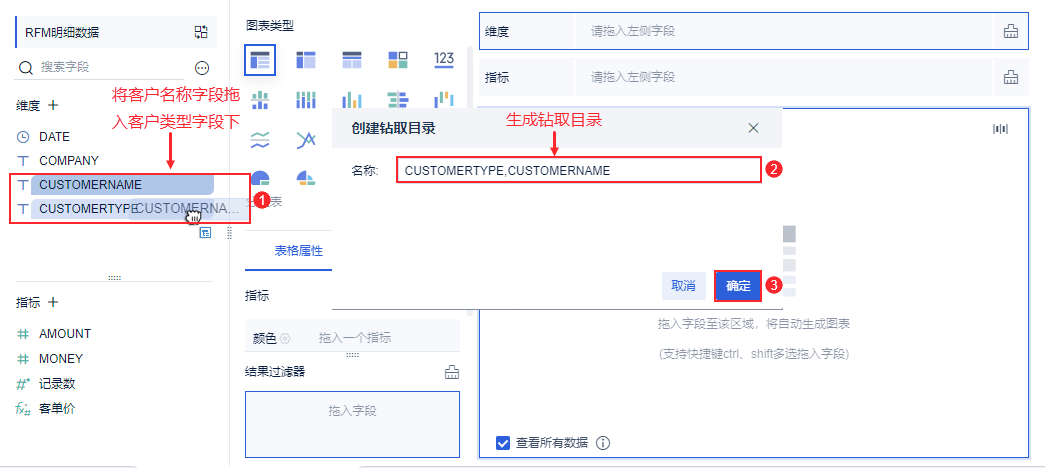 RFM明细数据
搜索字段
维度 +
将客户名称字段拖
入客户类型字段下
DATE
COMPANY
CUSTOMERNAME
CUSTOMERTYPE
CUSTOMERNA...
1
指标 +
AMOUNT
MONEY
记录数
客单价
图表类型
123
表格属性
指标
颜色
拖入一个指标
结果过滤器
拖入字段
维度
请拖入左侧字段
指标
请拖入左侧字段
创建钻取目录
生成钻取目录
名称:
CUSTOMERTYPE,CUSTOMERNAME
2
取消
确定
3
拖入字段至该区域，将自动生成图表
(支持快捷键ctrl、shift多选拖入字段)
查看所有数据